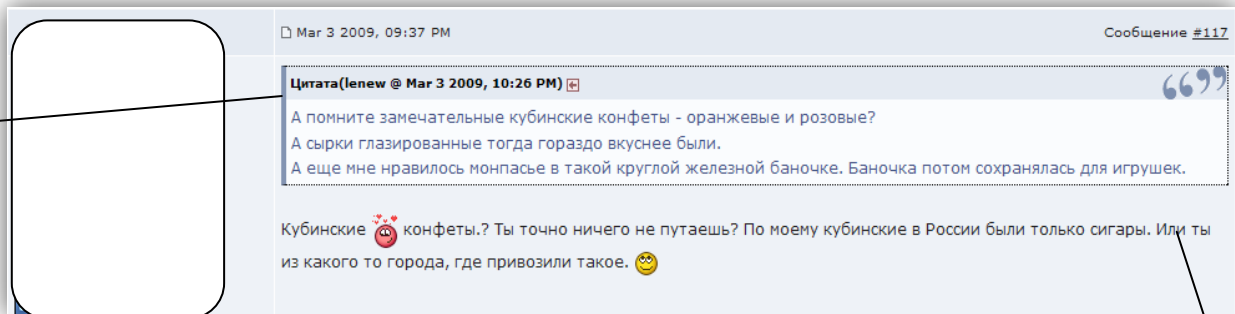 Mar 3 2009, 09:37 PM
Сообщение #117
Цитата(lenew @ Mar 3 2009, 10:26 PM)
А помните замечательные кубинские конфеты - оранжевые и розовые?
А сырки глазированные тогда гораздо вкуснее были.
А еще мне нравилось монпасье в такой круглой железной баночке. Баночка потом сохранялась для игрушек.
Кубинские конфеты.? Ты точно ничего не путаешь? По моему кубинские в России были только сигары. Или ты
из какого то города, где привозили такое.